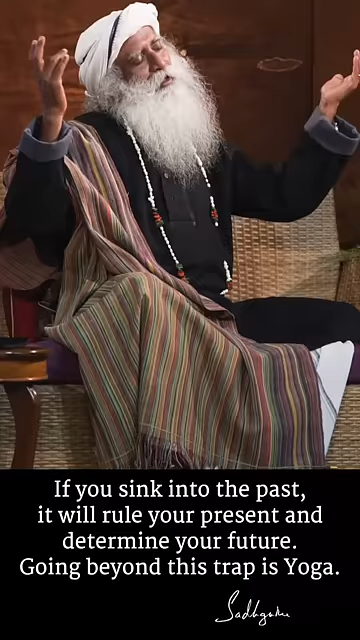 If you sink into the past,
it will rule your present and
determine your future.
Going beyond this trap is Yoga.
Sadhguru